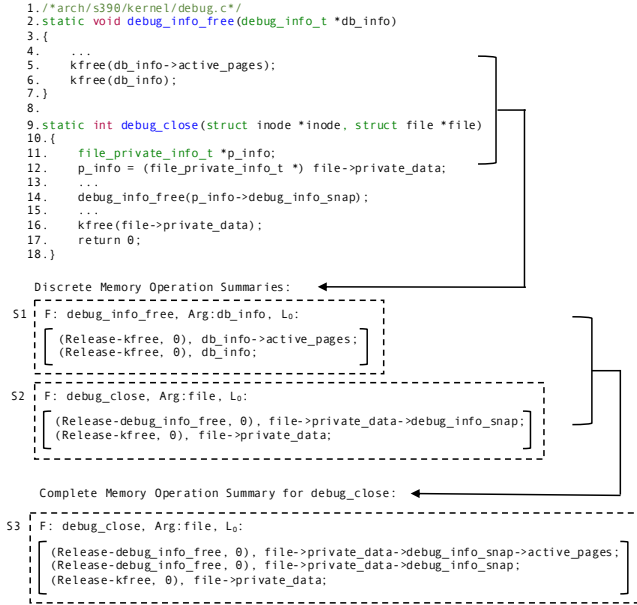 1./*arch/s390/kernel/debug.c*/
2.static void debug_info_free(debug_info_t *db_info)
3.{
4.    ...
5.    kfree(db_info->active_pages);
6.    kfree(db_info);
7.}
8.
9.static int debug_close(struct inode *inode, struct file *file)
10.{
11.    file_private_info_t *p_info;
12.    p_info = (file_private_info_t *) file->private_data;
13.    ...
14.    debug_info_free(p_info->debug_info_snap);
15.    ...
16.    kfree(file->private_data);
17.    return 0;
18.}
Discrete Memory Operation Summaries:
S1 F: debug_info_free, Arg:db_info, L₀:
(Release-kfree, 0), db_info->active_pages;
(Release-kfree, 0), db_info;
S2 F: debug_close, Arg:file, L₀:
(Release-debug_info_free, 0), file->private_data->debug_info_snap;
(Release-kfree, 0), file->private_data;
Complete Memory Operation Summary for debug_close:
S3 F: debug_close, Arg:file, L₀:
(Release-debug_info_free, 0), file->private_data->debug_info_snap->active_pages;
(Release-debug_info_free, 0), file->private_data->debug_info_snap;
(Release-kfree, 0), file->private_data;